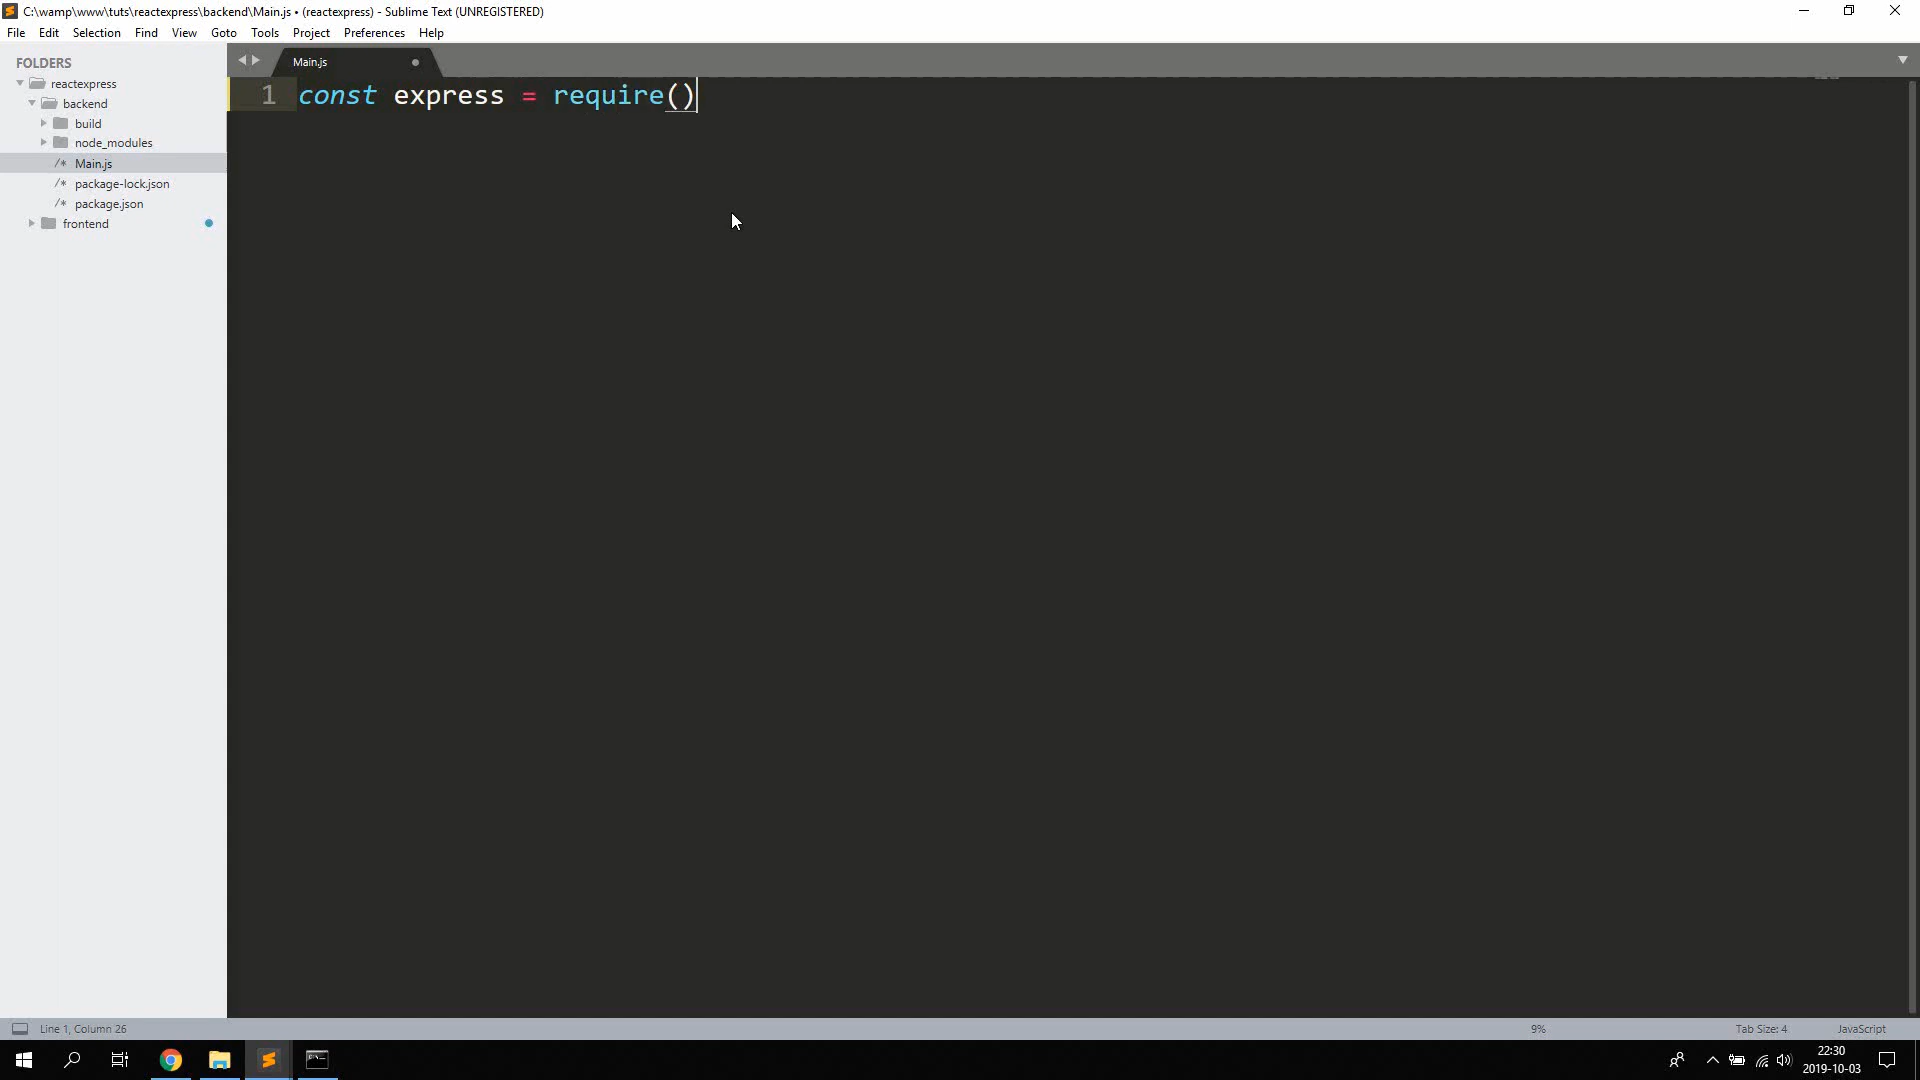 C:\wamp\www\tuts\reactexpress\backend\Main.js • (reactexpress) - Sublime Text (UNREGISTERED)
File Edit Selection Find View Goto Tools Project Preferences Help
FOLDERS
reactexpress
backend
build
node_modules
/* Main.js
/* package-lock.json
/* package.json
frontend
Main.js
1 const express = require()
Line 1, Column 26
9%
Tab Size: 4
JavaScript
22:30
2019-10-03